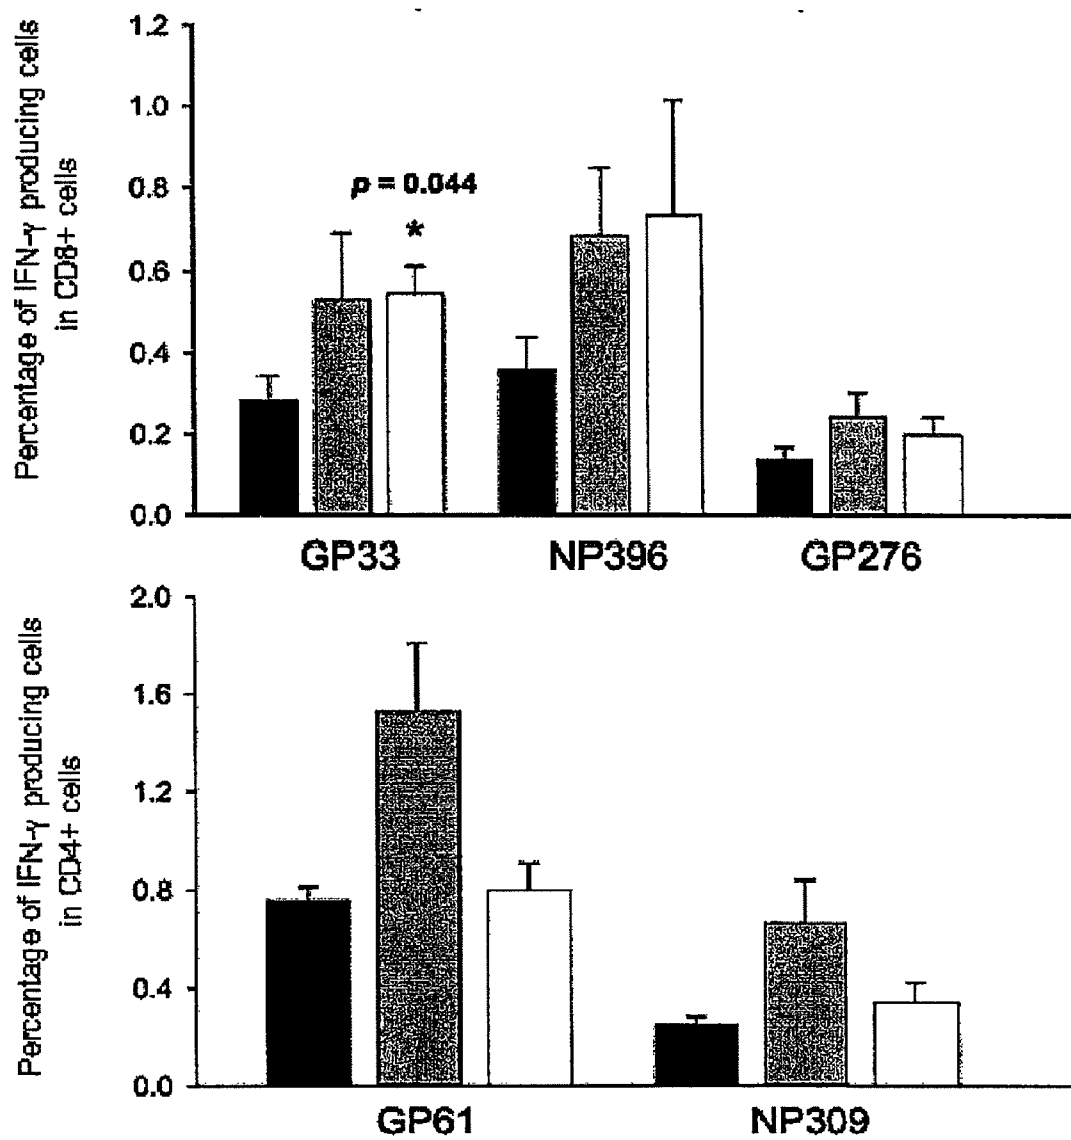 Percentage of IFN-γ producing cells
in CD8+ cells
1.2
1.0
0.8
0.6
0.4
0.2
0.0
p = 0.044
*
GP33 NP396 GP276
Percentage of IFN-γ producing cells
in CD4+ cells
2.0
1.6
1.2
0.8
0.4
0.0
GP61 NP309